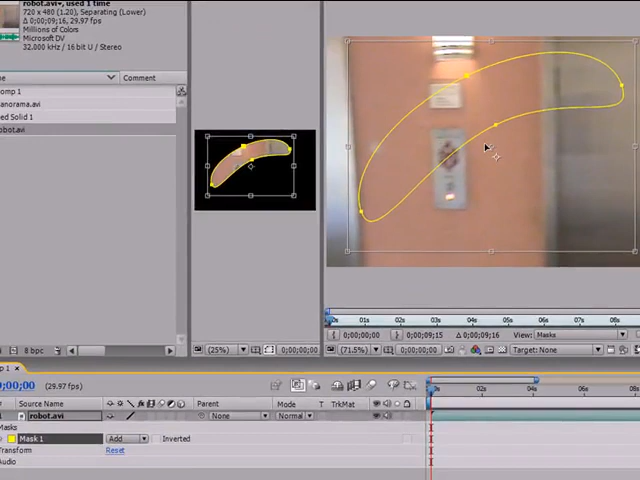 robot.avi▾, used 1 time
720 x 480 (1.20), Separating (Lower)
Δ 0;00;09;16, 29.97 fps
Millions of Colors
Microsoft DV
32.000 kHz / 16 bit U / Stereo
Comment
omp 1
anorama.avi
ed Solid 1
obot.avi
8 bpc
(25%) 0;00;00;00
0s 01s 02s 03s 04s 05s 06s 07s 08s
0;00;00;00 0;00;09;15 Δ 0;00;09;16 View: Masks
(71.5%) 0;00;00;00 Target: None
p 1 ×
0;00;00 (29.97 fps)
02s 04s 06s
# Source Name Parent Mode T TrkMat
robot.avi None Normal
Masks
Mask 1 Add Inverted
Transform Reset
Audio